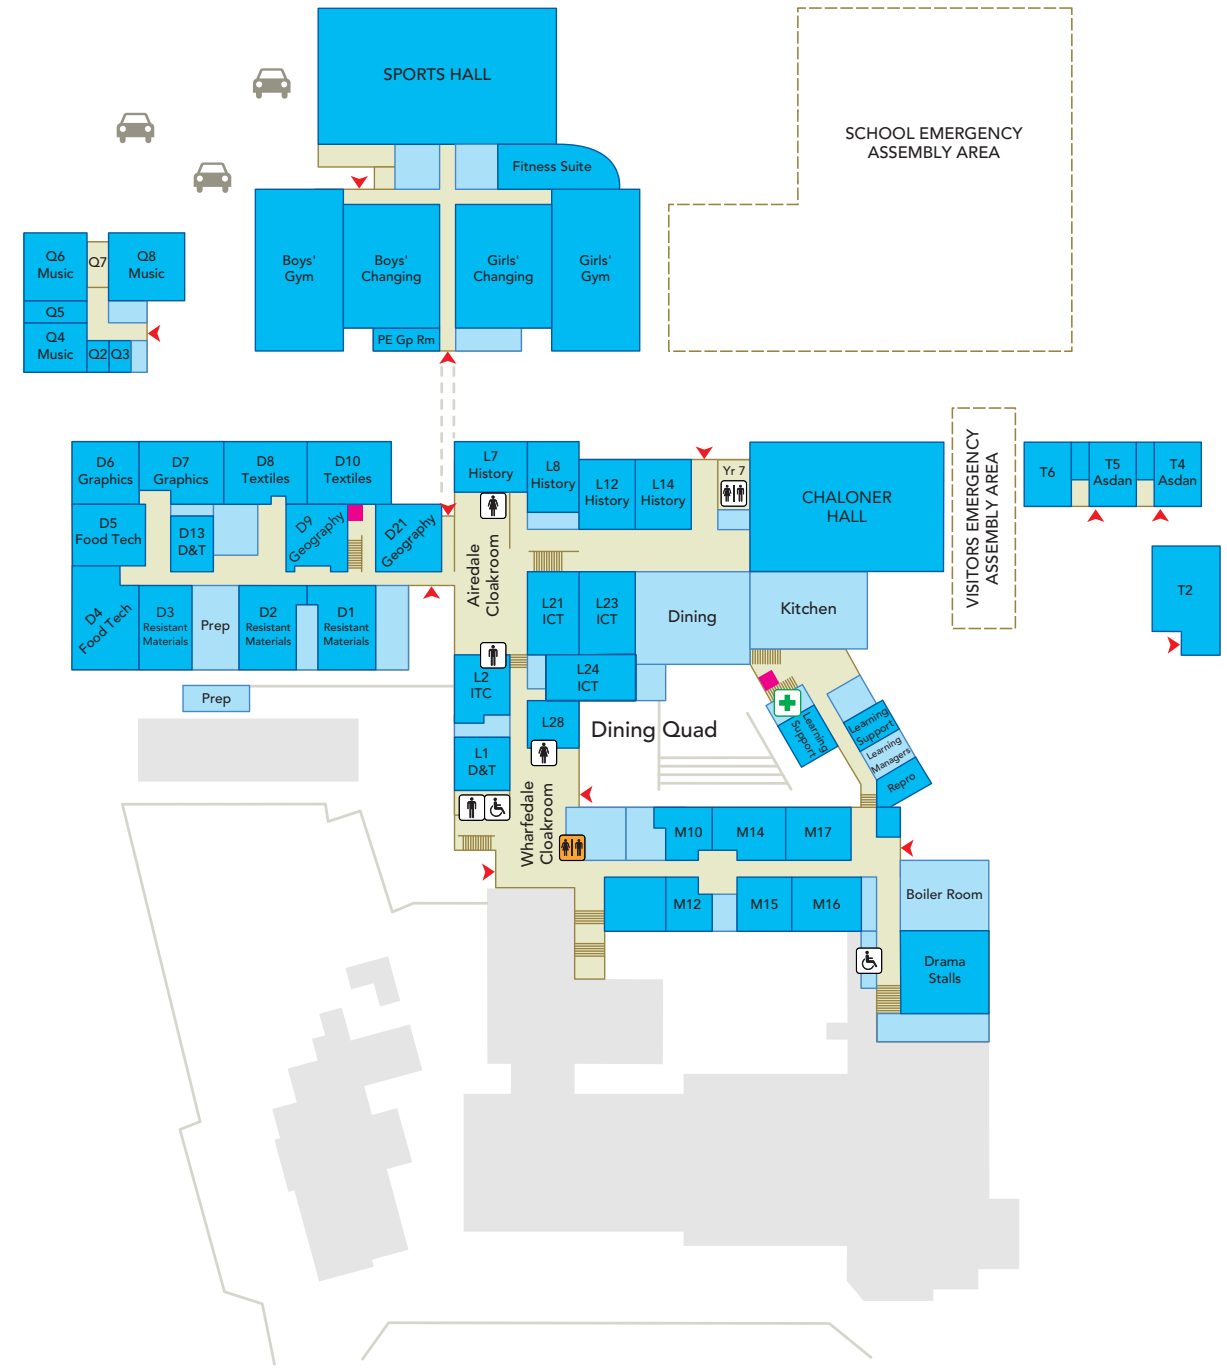 SPORTS HALL
SCHOOL EMERGENCY
ASSEMBLY AREA
Fitness Suite
Boys'
Gym
Boys'
Changing
Girls'
Changing
Girls'
Gym
PE Gp Rm
Q6
Music
Q7
Q8
Music
Q5
Q4
Music
Q2
Q3
D6
Graphics
D7
Graphics
D8
Textiles
D10
Textiles
D5
Food Tech
D13
D&T
D9
Geography
D21
Geography
D4
Food Tech
D3
Resistant
Materials
Prep
D2
Resistant
Materials
D1
Resistant
Materials
Prep
L7
History
L8
History
L12
History
L14
History
Yr 7
CHALONER
HALL
VISITORS EMERGENCY
ASSEMBLY AREA
T6
T5
Asdan
T4
Asdan
T2
Airedale
Cloakroom
L21
ICT
L23
ICT
Dining
Kitchen
L24
ICT
L2
ITC
L28
L1
D&T
Dining Quad
Learning
Support
Learning
Support
Learning
Managers
Repro
Wharfedale
Cloakroom
M10
M14
M17
M12
M15
M16
Boiler Room
Drama
Stalls